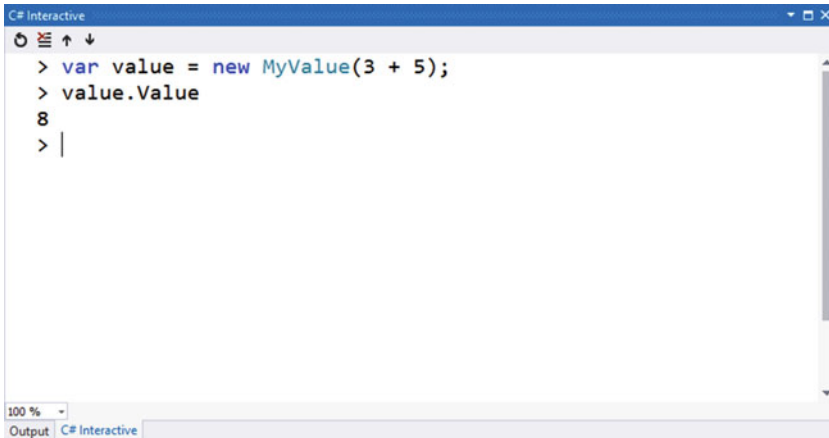 C# Interactive
> var value = new MyValue(3 + 5);
> value.Value
8
>
100 %
Output C# Interactive